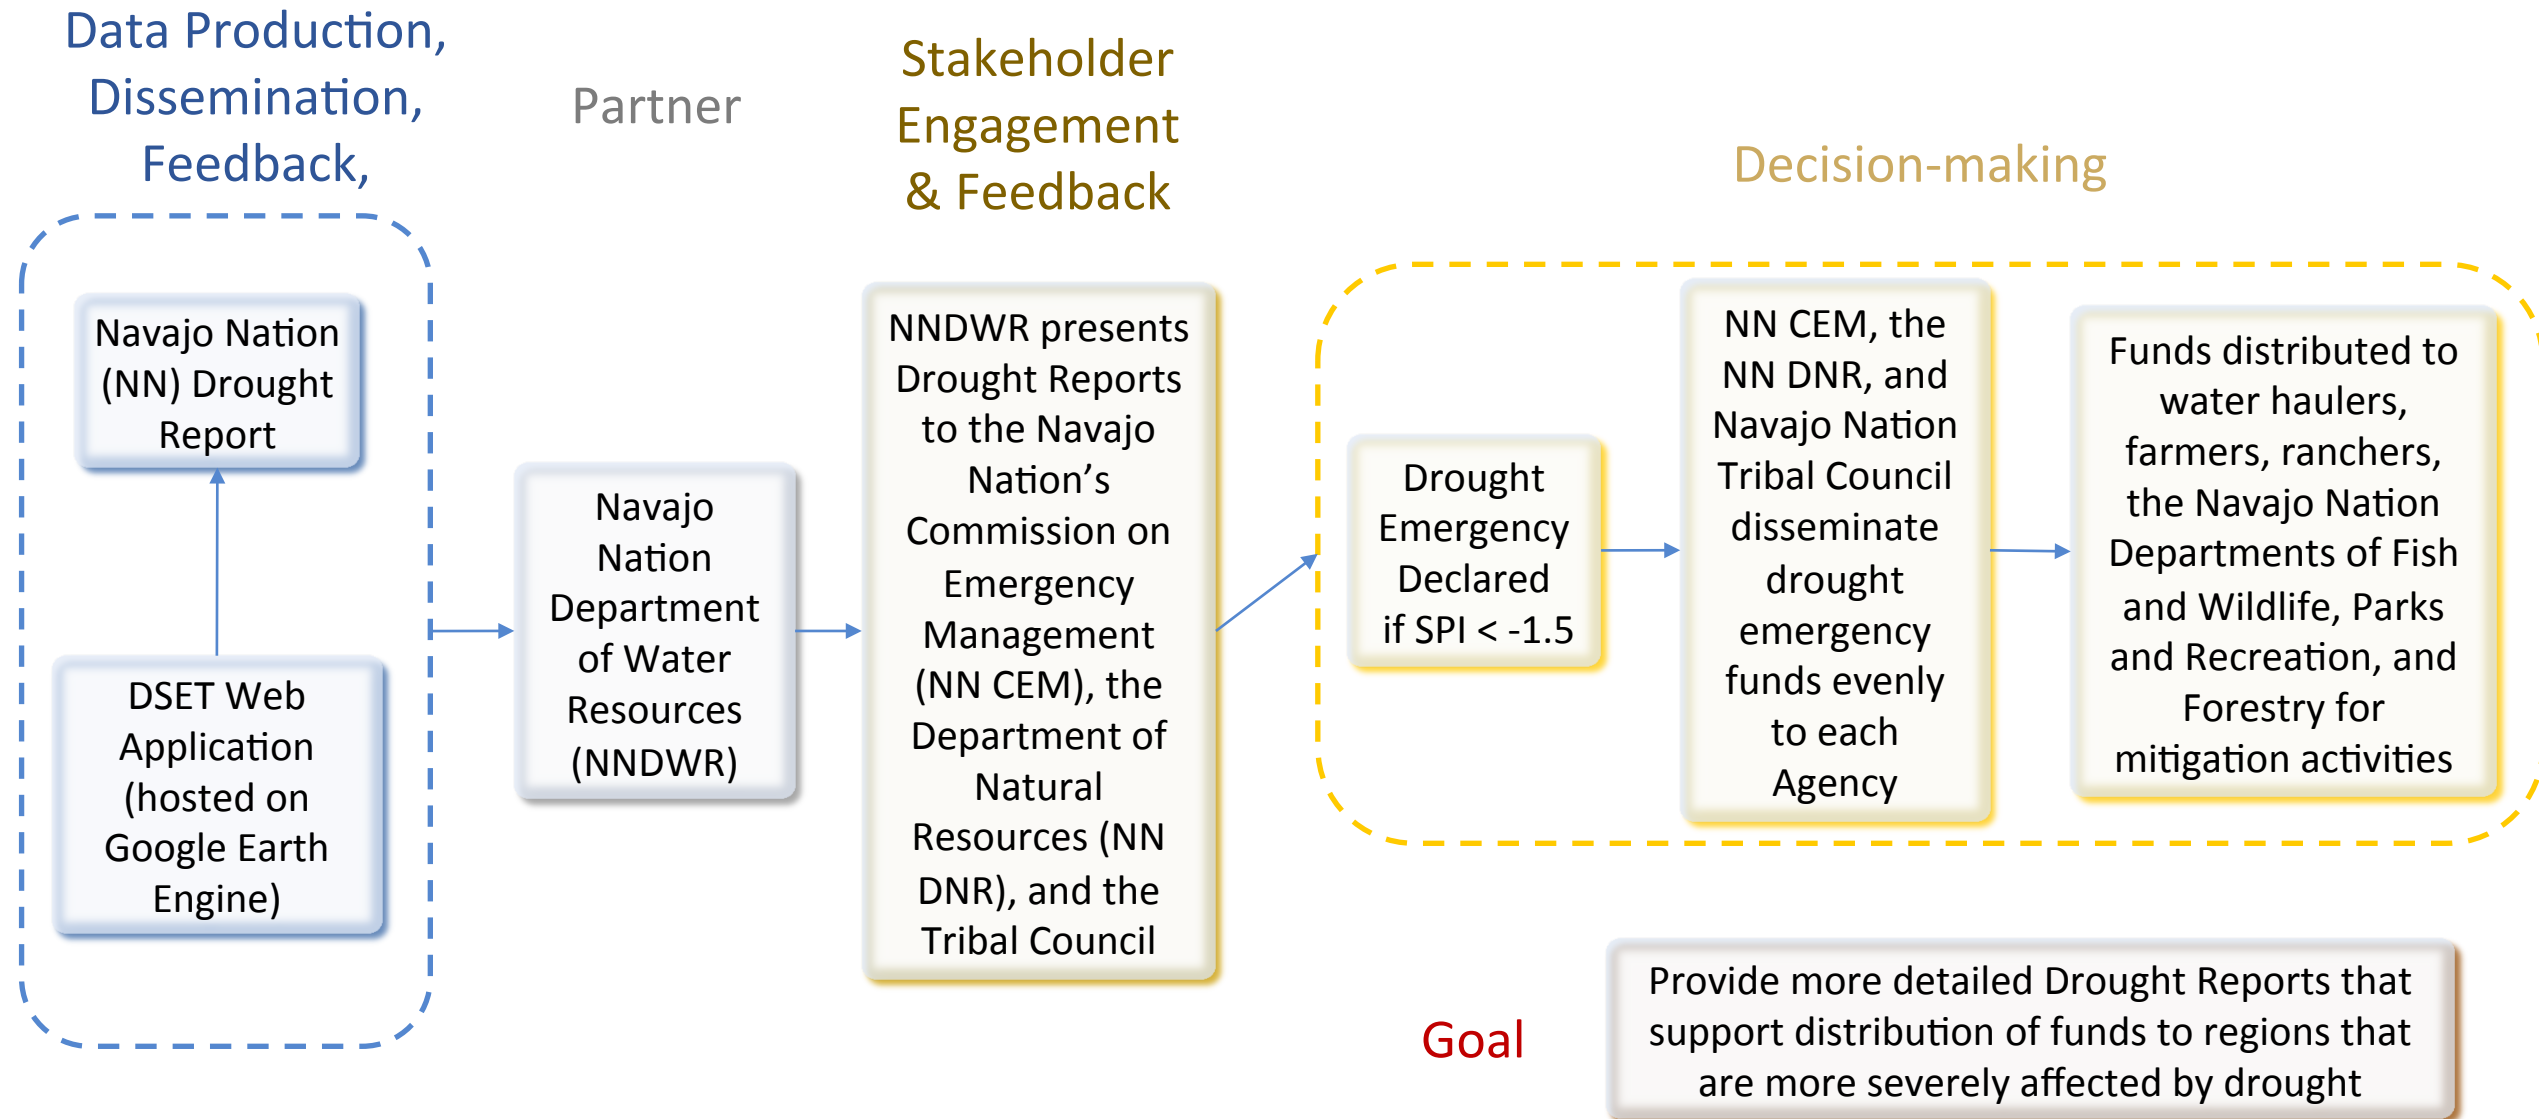 Data Production,
Dissemination,
Feedback,
Partner
Stakeholder
Engagement
& Feedback
Decision-making
Navajo Nation
(NN) Drought
Report
DSET Web
Application
(hosted on
Google Earth
Engine)
Navajo
Nation
Department
of Water
Resources
(NNDWR)
NNDWR presents
Drought Reports
to the Navajo
Nation’s
Commission on
Emergency
Management
(NN CEM), the
Department of
Natural
Resources (NN
DNR), and the
Tribal Council
Drought
Emergency
Declared
if SPI < -1.5
NN CEM, the
NN DNR, and
Navajo Nation
Tribal Council
disseminate
drought
emergency
funds evenly
to each
Agency
Funds distributed to
water haulers,
farmers, ranchers,
the Navajo Nation
Departments of Fish
and Wildlife, Parks
and Recreation, and
Forestry for
mitigation activities
Goal
Provide more detailed Drought Reports that
support distribution of funds to regions that
are more severely affected by drought